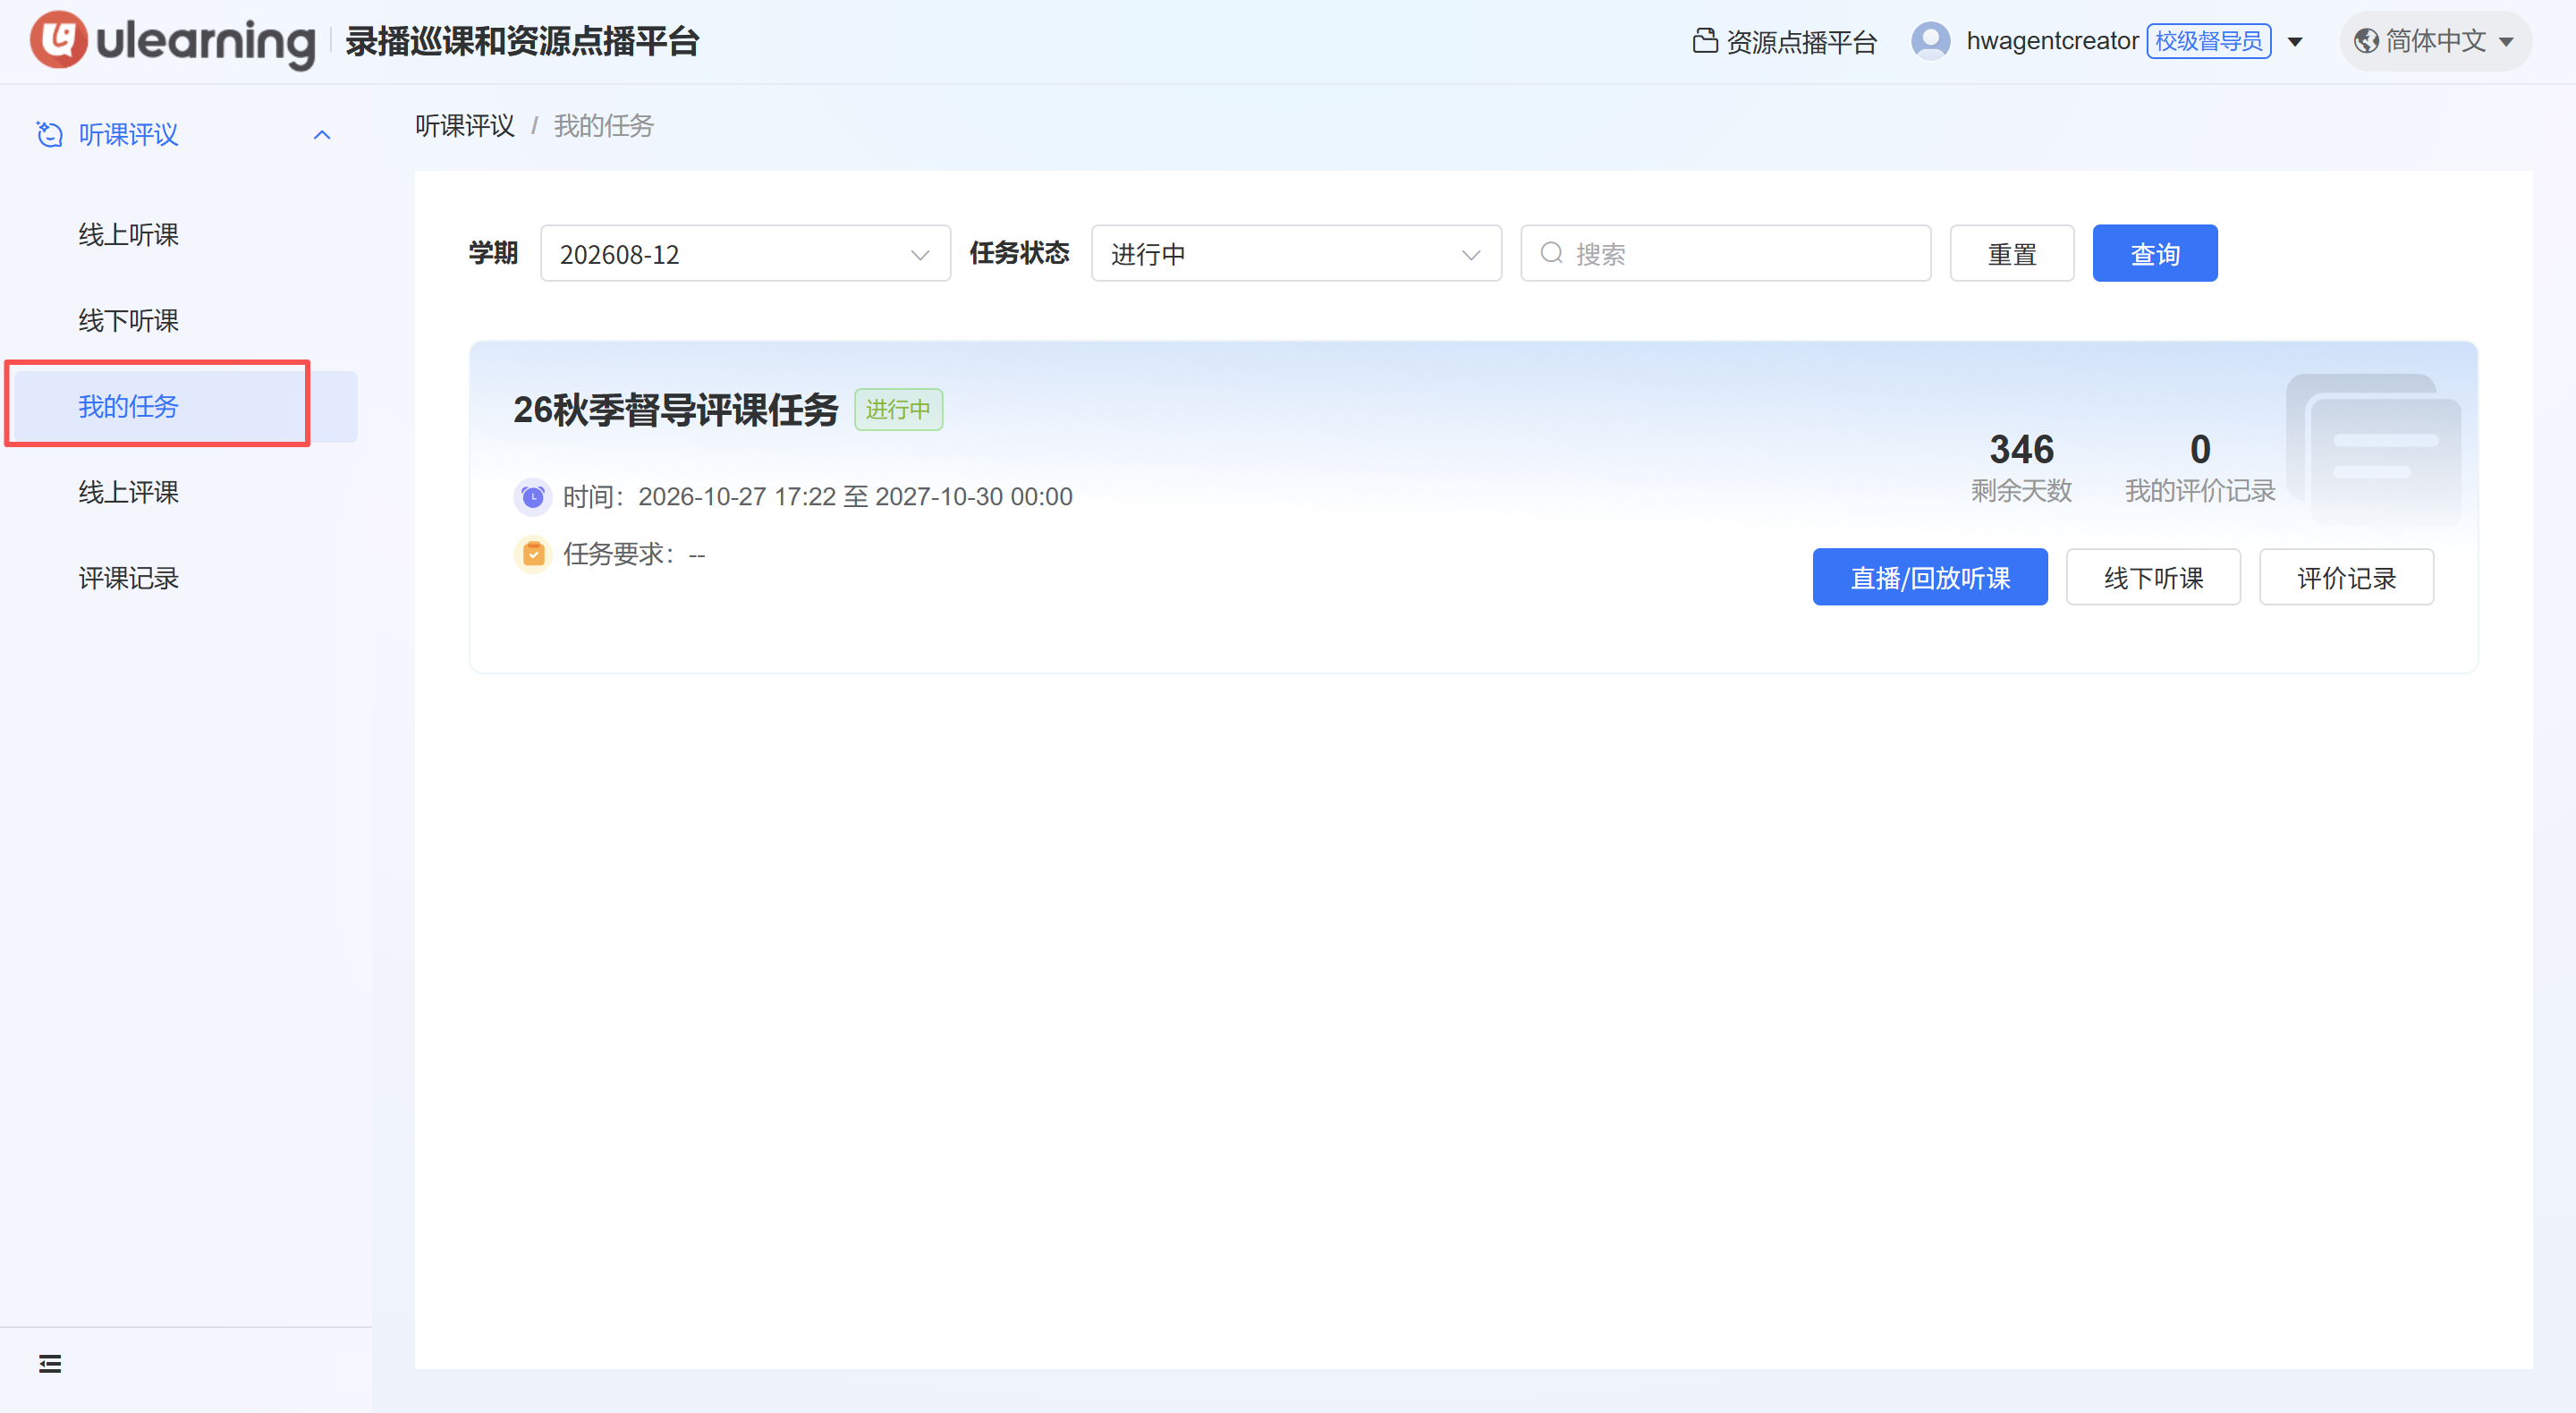 ulearning 录播巡课和资源点播平台 资源点播平台 hwagentcreator 校级督导员 简体中文
听课评议
听课评议 / 我的任务
线上听课
线下听课
我的任务
线上评课
评课记录
学期 202608-12 任务状态 进行中 搜索 重置 查询
26秋季督导评课任务 进行中
时间：2026-10-27 17:22 至 2027-10-30 00:00
任务要求：--
346 0
剩余天数 我的评价记录
直播/回放听课 线下听课 评价记录